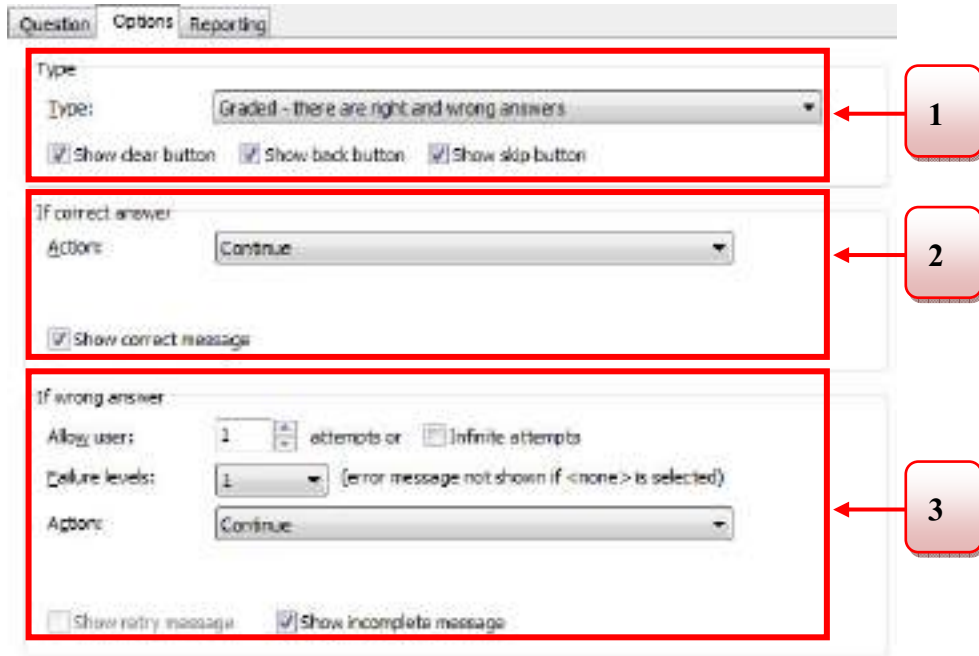 Question Options Reporting
Type
Type: Graded - there are right and wrong answers
1
Show clear button Show back button Show skip button
If correct answer
Action: Continue
2
Show correct message
If wrong answer
Allow user: 1 attempts or Infinite attempts
Failure levels: 1 (error message not shown if <none> is selected)
3
Action: Continue
Show retry message Show incomplete message